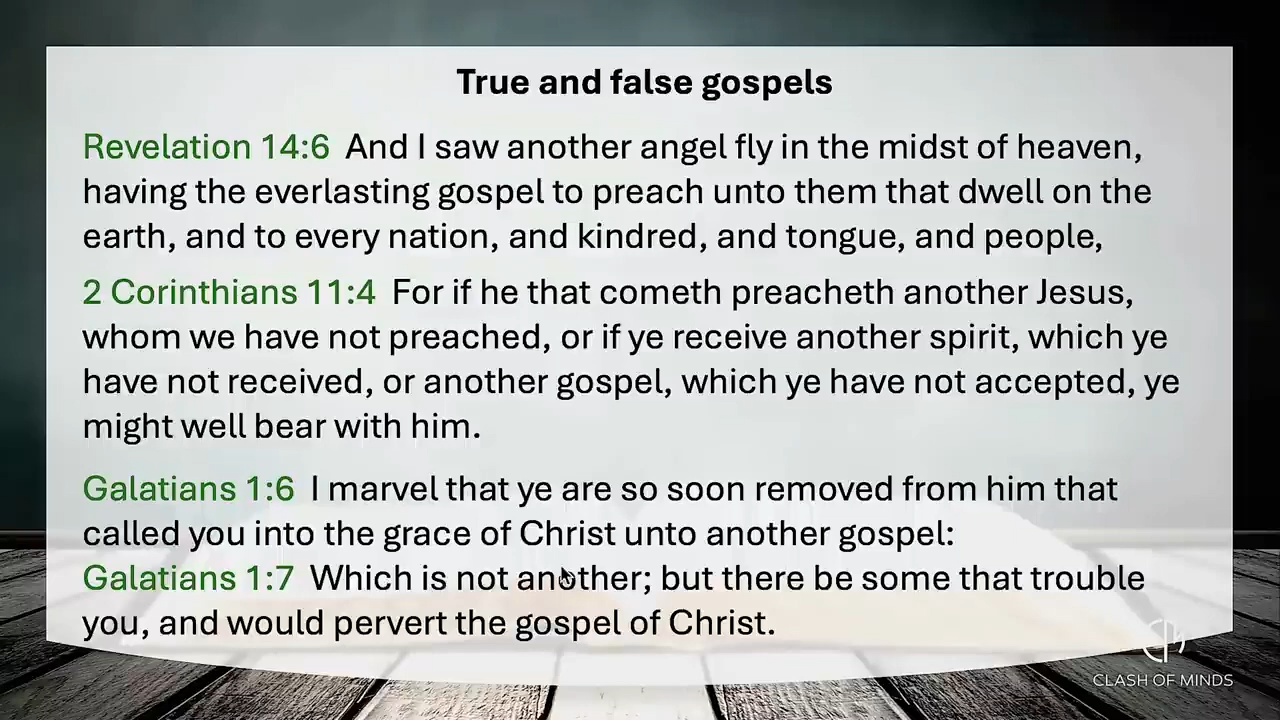 True and false gospels
Revelation 14:6 And I saw another angel fly in the midst of heaven,
having the everlasting gospel to preach unto them that dwell on the
earth, and to every nation, and kindred, and tongue, and people,
2 Corinthians 11:4 For if he that cometh preacheth another Jesus,
whom we have not preached, or if ye receive another spirit, which ye
have not received, or another gospel, which ye have not accepted, ye
might well bear with him.
Galatians 1:6 I marvel that ye are so soon removed from him that
called you into the grace of Christ unto another gospel:
Galatians 1:7 Which is not another; but there be some that trouble
you, and would pervert the gospel of Christ.
CLASH OF MINDS